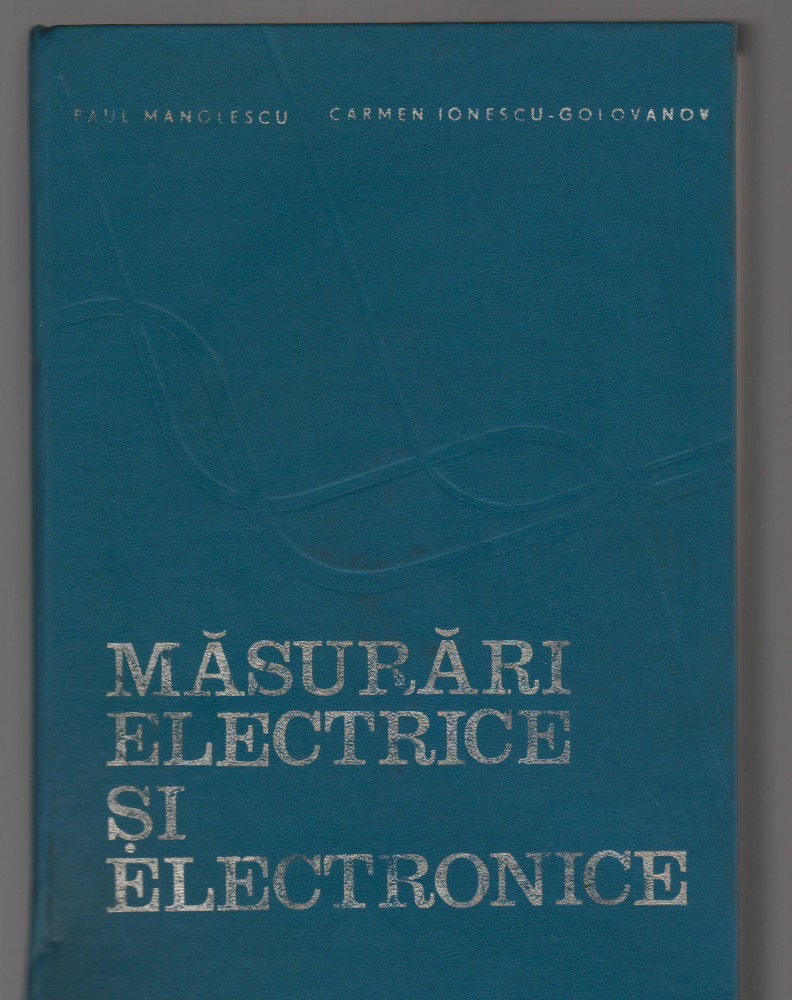 PAUL MANOLESCU CARMEN IONESCU-GOLOVANOV
MĂSURĂRI
ELECTRICE
ȘI
ELECTRONICE